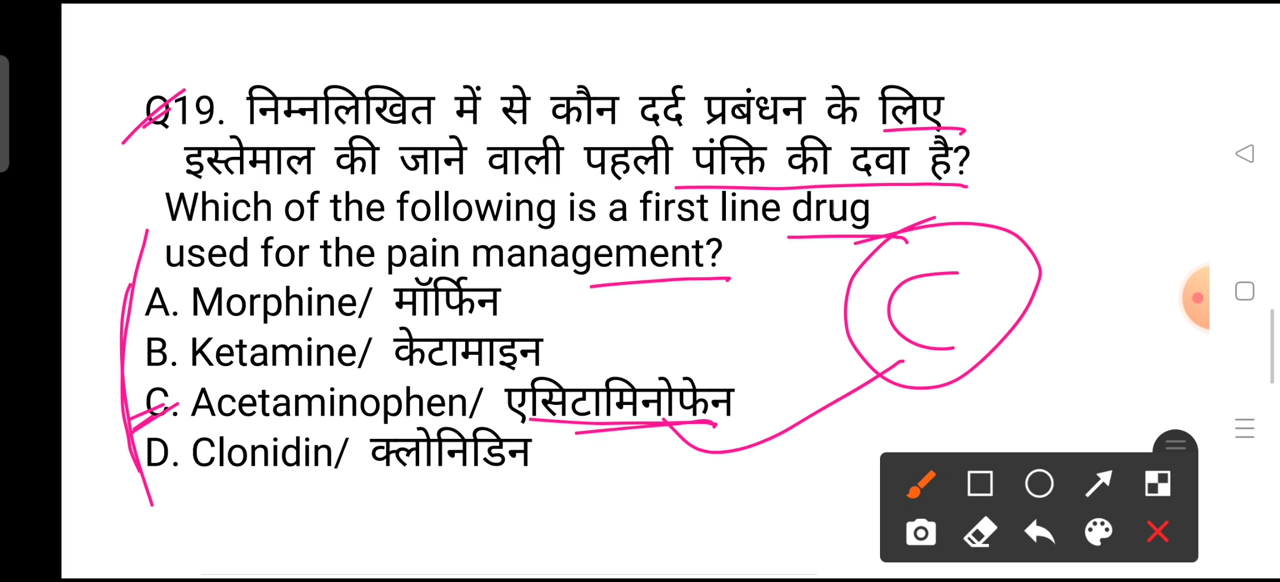 Q19. निम्नलिखित में से कौन दर्द प्रबंधन के लिए
इस्तेमाल की जाने वाली पहली पंक्ति की दवा है?
Which of the following is a first line drug
used for the pain management?
A. Morphine/ मॉर्फिन
B. Ketamine/ केटामाइन
C. Acetaminophen/ एसिटामिनोफेन
D. Clonidin/ क्लोनिडिन
C